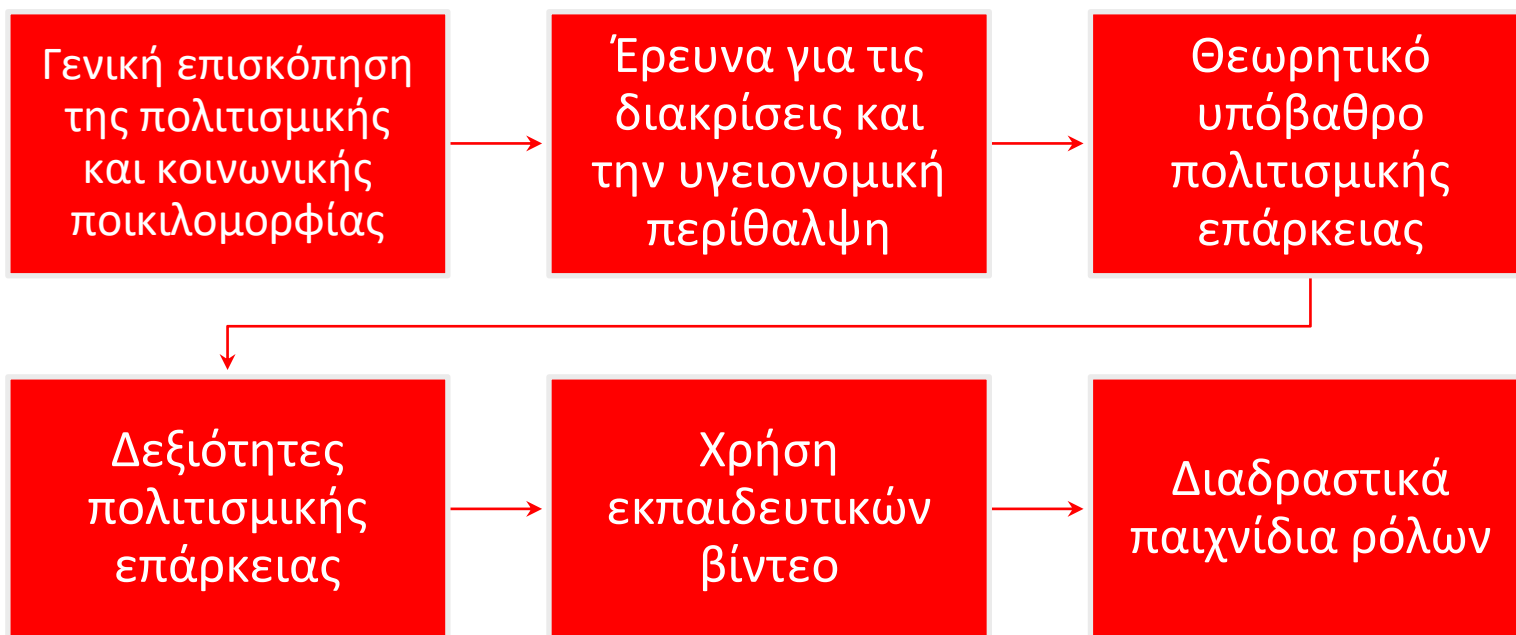 Γενική επισκόπηση
της πολιτισμικής
και κοινωνικής
ποικιλομορφίας
Έρευνα για τις
διακρίσεις και
την υγειονομική
περίθαλψη
Θεωρητικό
υπόβαθρο
πολιτισμικής
επάρκειας
Δεξιότητες
πολιτισμικής
επάρκειας
Χρήση
εκπαιδευτικών
βίντεο
Διαδραστικά
παιχνίδια ρόλων